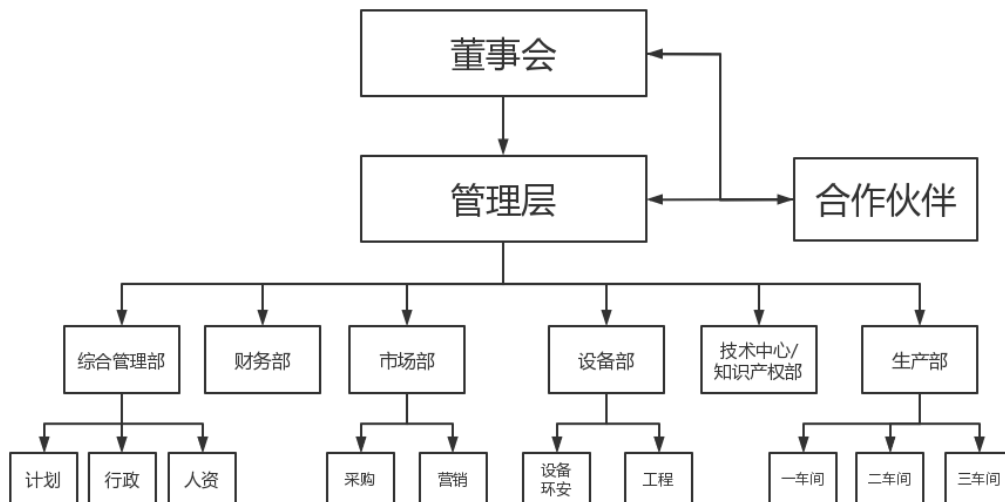 董事会
管理层
合作伙伴
综合管理部
财务部
市场部
设备部
技术中心/
知识产权部
生产部
计划
行政
人资
采购
营销
设备
环安
工程
一车间
二车间
三车间